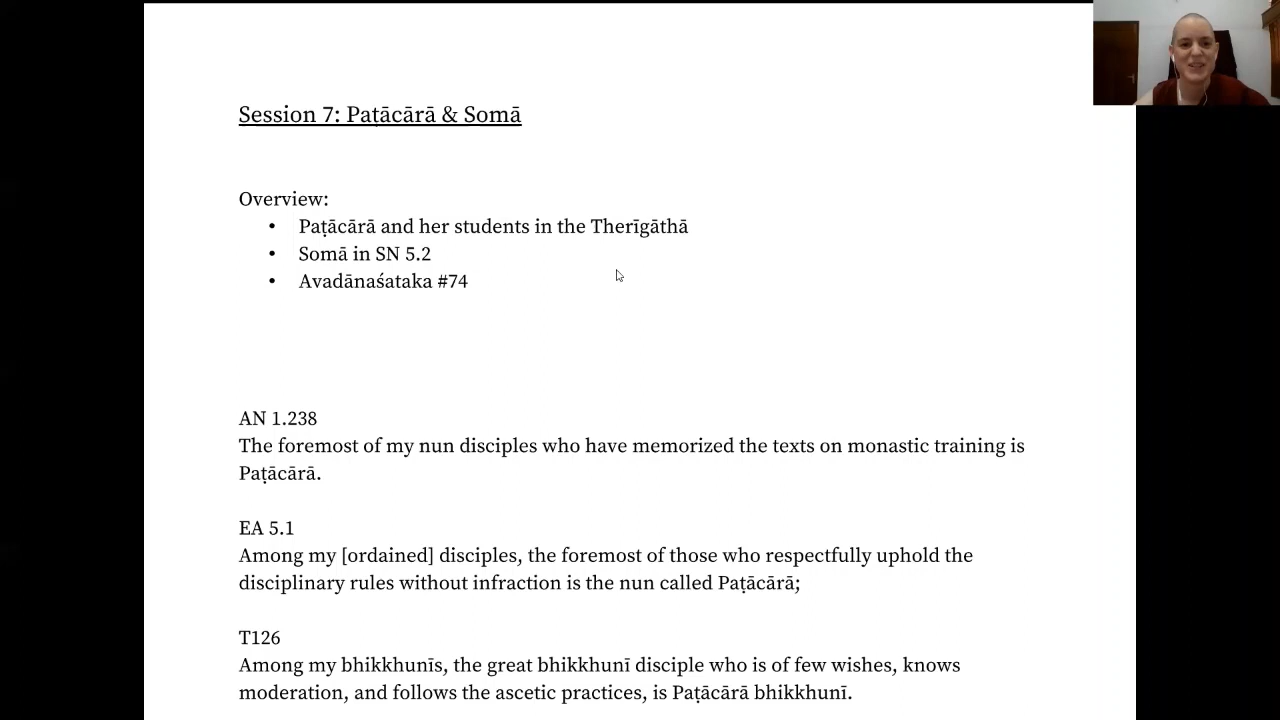 Session 7: Paṭācārā & Somā
Overview:
• Paṭācārā and her students in the Therīgāthā
• Somā in SN 5.2
• Avadānaśataka #74
AN 1.238
The foremost of my nun disciples who have memorized the texts on monastic training is
Paṭācārā.
EA 5.1
Among my [ordained] disciples, the foremost of those who respectfully uphold the
disciplinary rules without infraction is the nun called Paṭācārā;
T126
Among my bhikkhunīs, the great bhikkhunī disciple who is of few wishes, knows
moderation, and follows the ascetic practices, is Paṭācārā bhikkhunī.